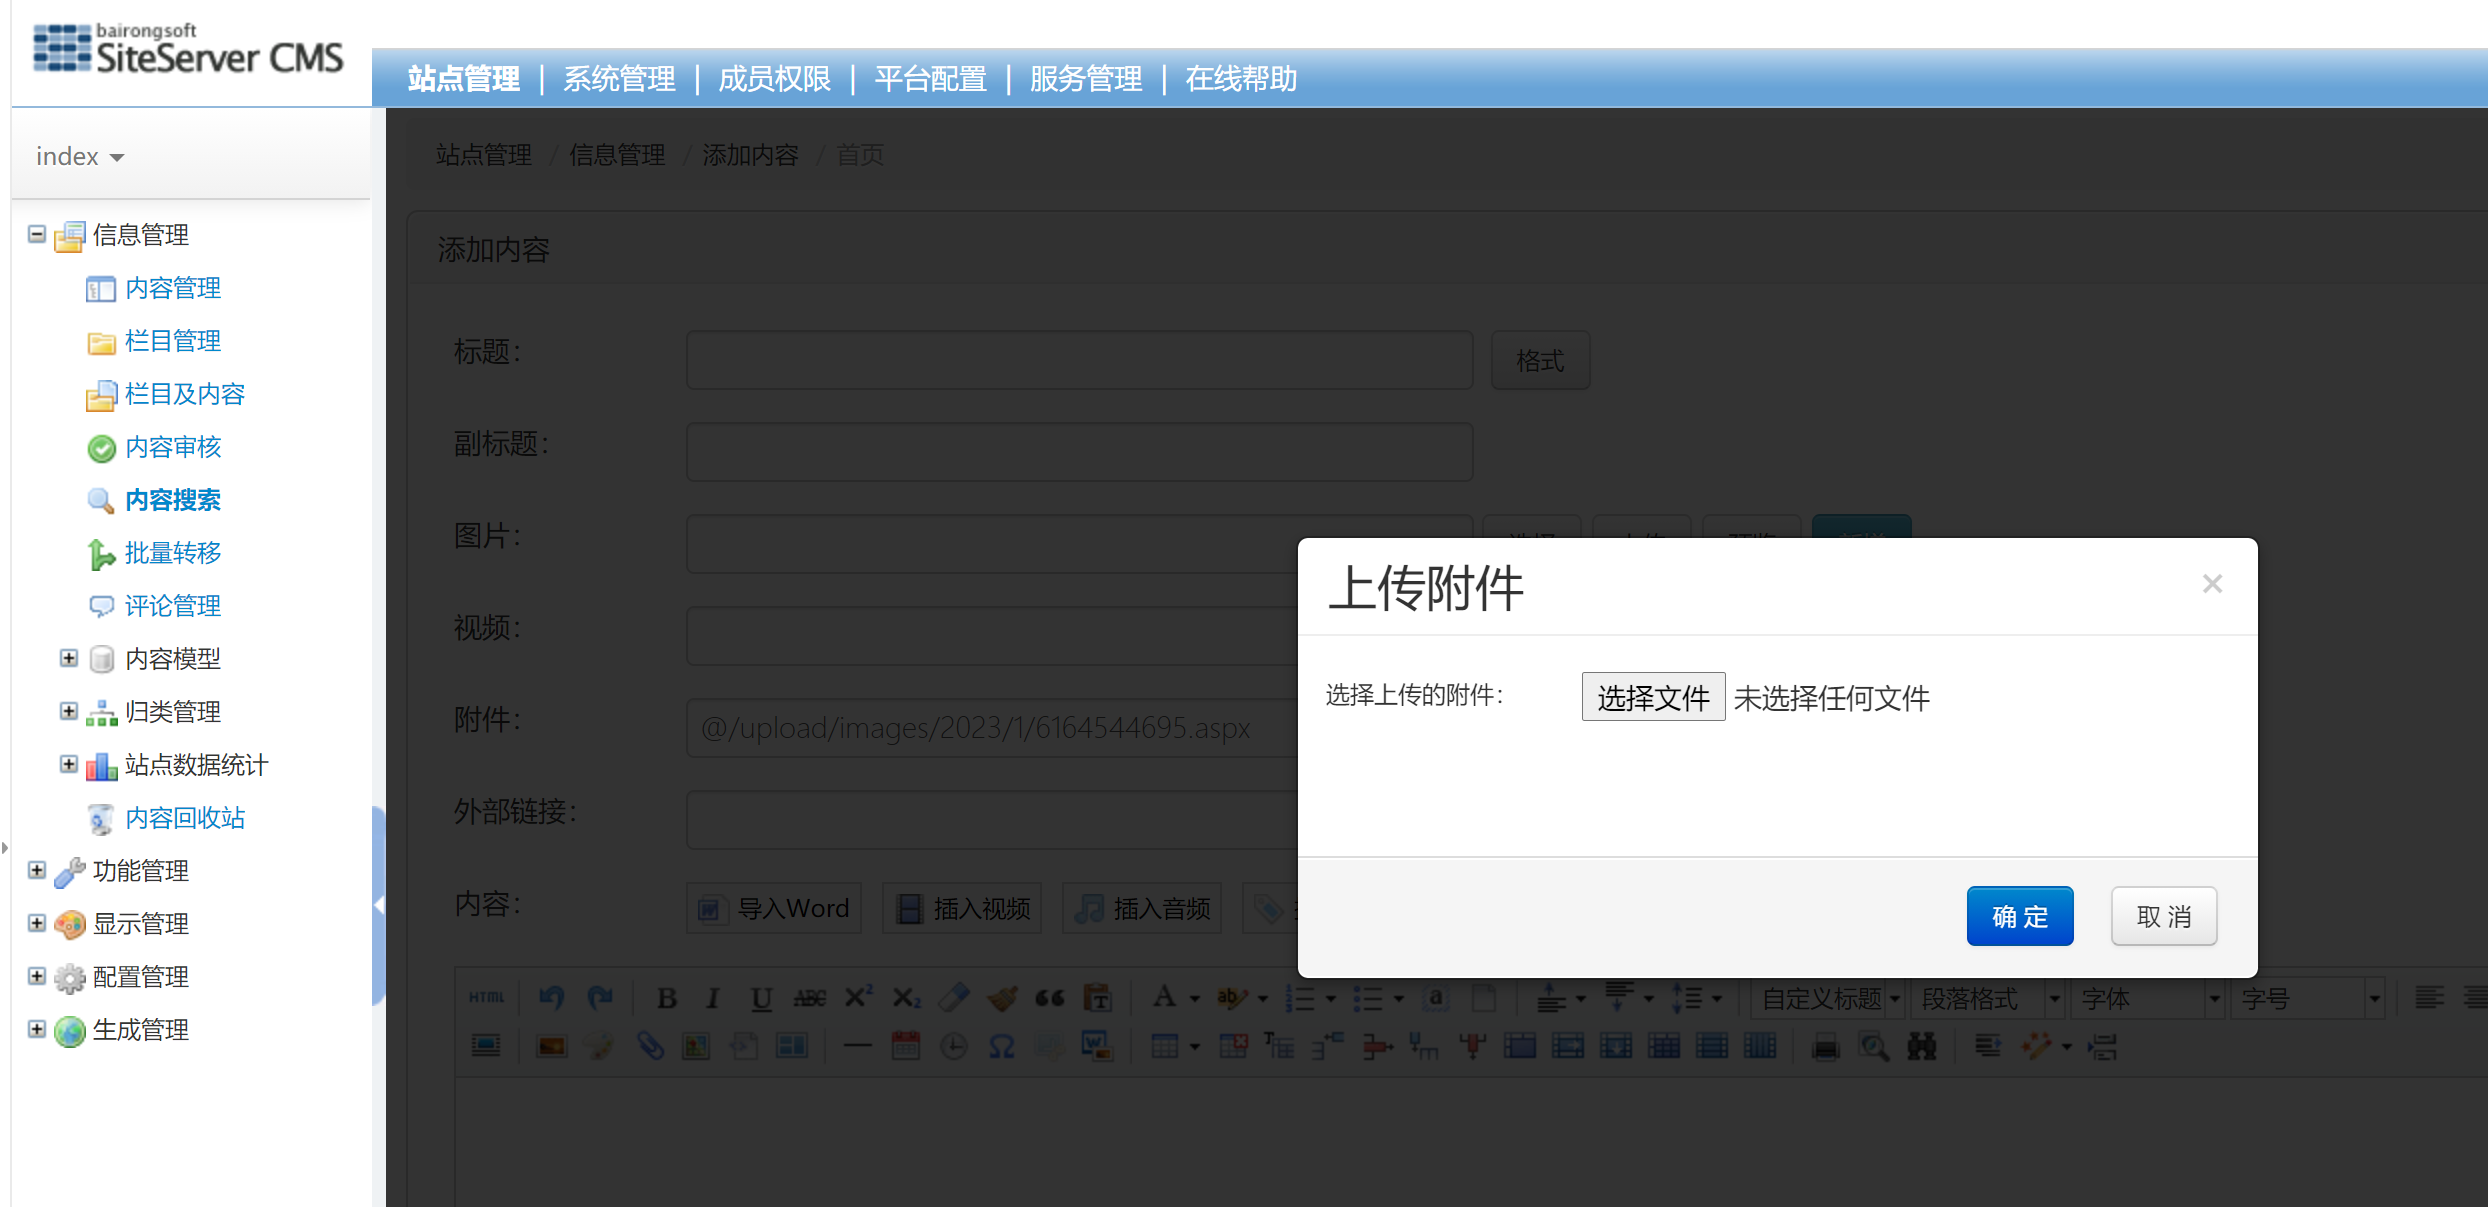 bairongsoft
SiteServer CMS
站点管理 | 系统管理 | 成员权限 | 平台配置 | 服务管理 | 在线帮助
index
信息管理
内容管理
栏目管理
栏目及内容
内容审核
内容搜索
批量转移
评论管理
内容模型
归类管理
站点数据统计
内容回收站
功能管理
显示管理
配置管理
生成管理
站点管理 / 信息管理 / 添加内容 / 首页
添加内容
标题:
格式
副标题:
图片:
视频:
附件:
@/upload/images/2023/1/6164544695.aspx
外部链接:
内容:
导入Word
插入视频
插入音频
上传附件
×
选择上传的附件:
选择文件 未选择任何文件
确 定
取 消
HTML
自定义标题
段落格式
字体
字号